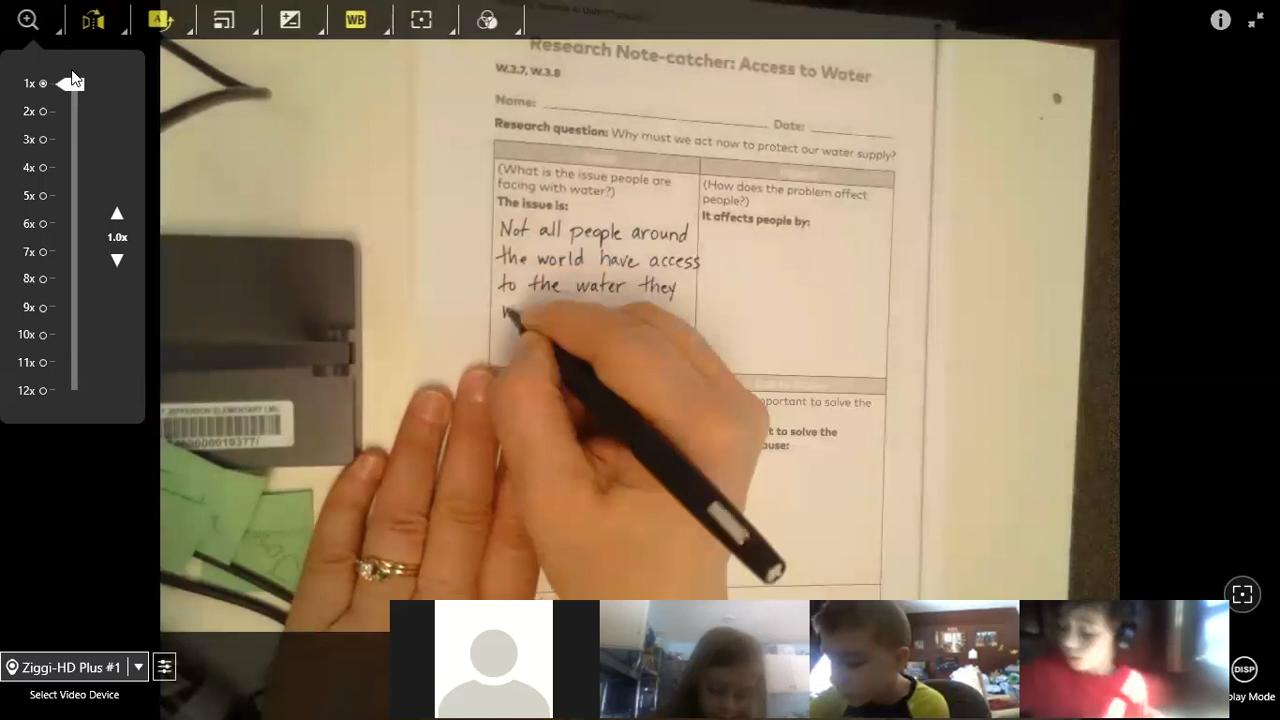 WB
1x
2x
3x
4x
5x
6x
7x
8x
9x
10x
11x
12x
1.0x
Research Note-catcher: Access to Water
W.3.7, W.3.8
Name:
Date:
Research question: Why must we act now to protect our water supply?
(What is the issue people are
facing with water?)
The issue is:
Not all people around
the world have access
to the water they
(How does the problem affect
people?)
It affects people by:
important to solve the
t to solve the
ause:
JEFFERSON ELEMENTARY
Ziggi-HD Plus #1
Select Video Device
DISP
play Mode